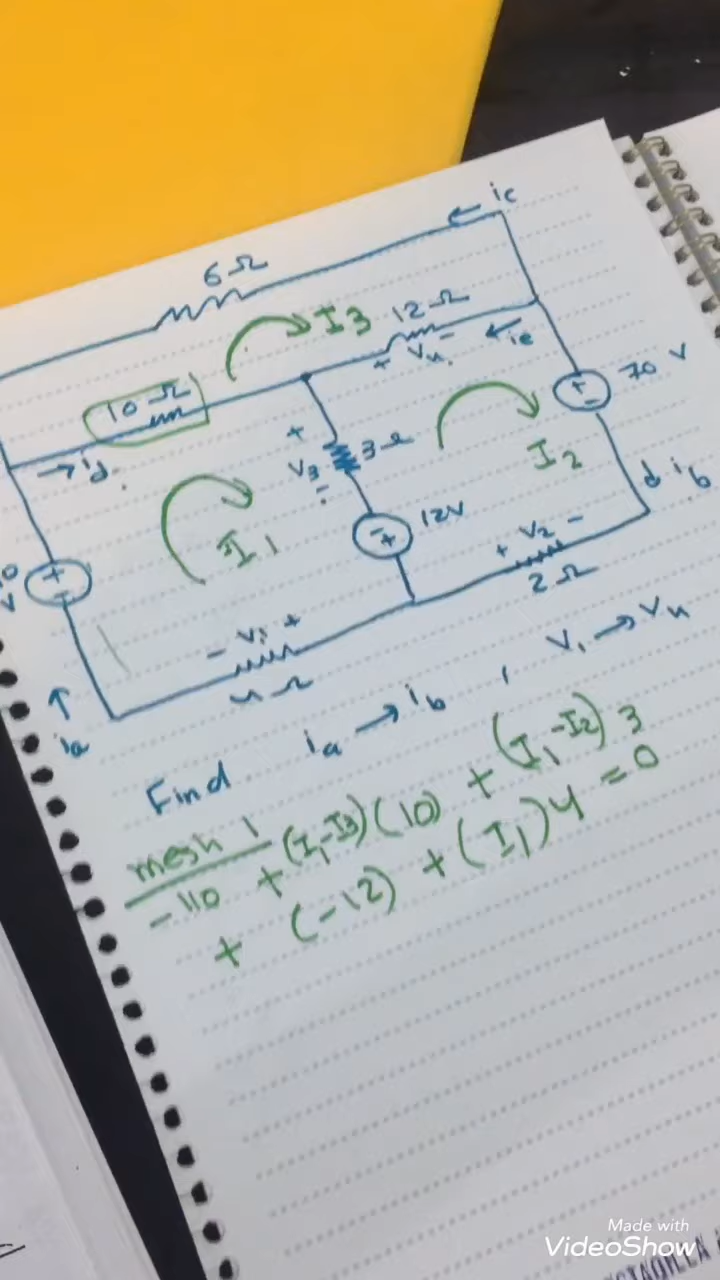 ic
6Ω
I3
12Ω
ie
+ V4 -
10Ω
70 V
+
-
id
+
V3
-
3Ω
I2
ib
I1
12V
-
+
+ V2 -
2Ω
+
-
V
- V1 +
4Ω
ia
Find ia → ib , V1 → V4
mesh 1
-110 + (I1-I3)(10) + (I1-I2) 3
+ (-12) + (I1)4 = 0
Made with
VideoShow